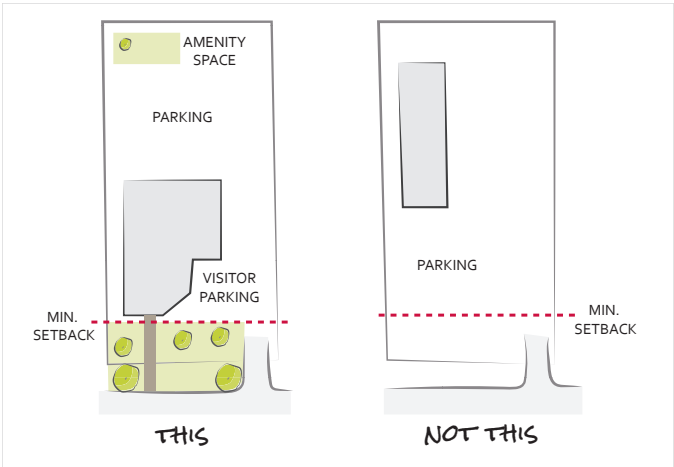 AMENITY
SPACE
PARKING
VISITOR
PARKING
MIN.
SETBACK
THIS
PARKING
MIN.
SETBACK
NOT THIS